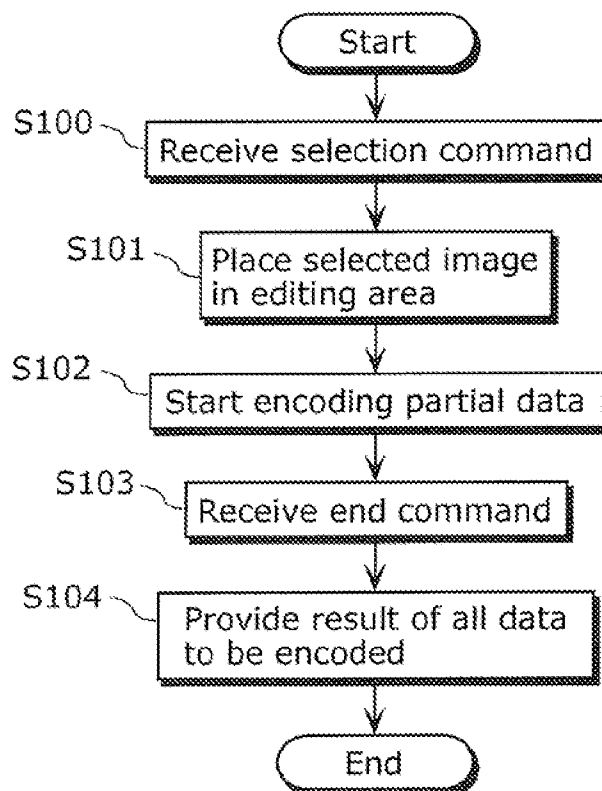 Start
S100
Receive selection command
S101
Place selected image
in editing area
S102
Start encoding partial data
S103
Receive end command
S104
Provide result of all data
to be encoded
End